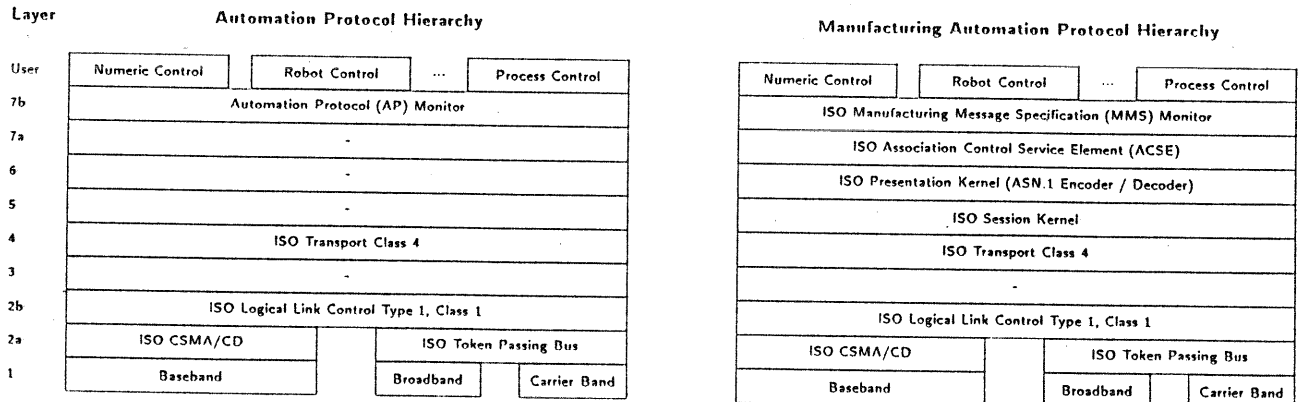 Layer
Automation Protocol Hierarchy
User
Numeric Control
Robot Control
...
Process Control
7b
Automation Protocol (AP) Monitor
7a
-
6
-
5
-
4
ISO Transport Class 4
3
-
2b
ISO Logical Link Control Type 1, Class 1
2a
ISO CSMA/CD
ISO Token Passing Bus
1
Baseband
Broadband
Carrier Band
Manufacturing Automation Protocol Hierarchy
Numeric Control
Robot Control
...
Process Control
ISO Manufacturing Message Specification (MMS) Monitor
ISO Association Control Service Element (ACSE)
ISO Presentation Kernel (ASN.1 Encoder / Decoder)
ISO Session Kernel
ISO Transport Class 4
-
ISO Logical Link Control Type 1, Class 1
ISO CSMA/CD
ISO Token Passing Bus
Baseband
Broadband
Carrier Band